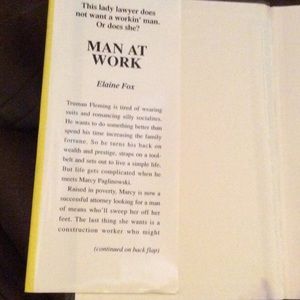 This lady lawyer does
not want a workin' man.
Or does she?
MAN AT
WORK
Elaine Fox
Truman Fleming is tired of wearing
suits and romancing silly socialites.
He wants to do something better than
spend his time increasing the family
fortune. So he turns his back on
wealth and prestige, straps on a tool-
belt and sets out to live a simple life.
But life gets complicated when he
meets Marcy Paglinowski.
Raised in poverty, Marcy is now a
successful attorney looking for a man
of means who'll sweep her off her
feet. The last thing she wants is a
construction worker who might
(continued on back flap)